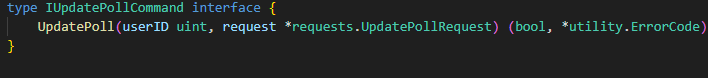 type IUpdatePollCommand interface {
    UpdatePoll(userID uint, request *requests.UpdatePollRequest) (bool, *utility.ErrorCode)
}